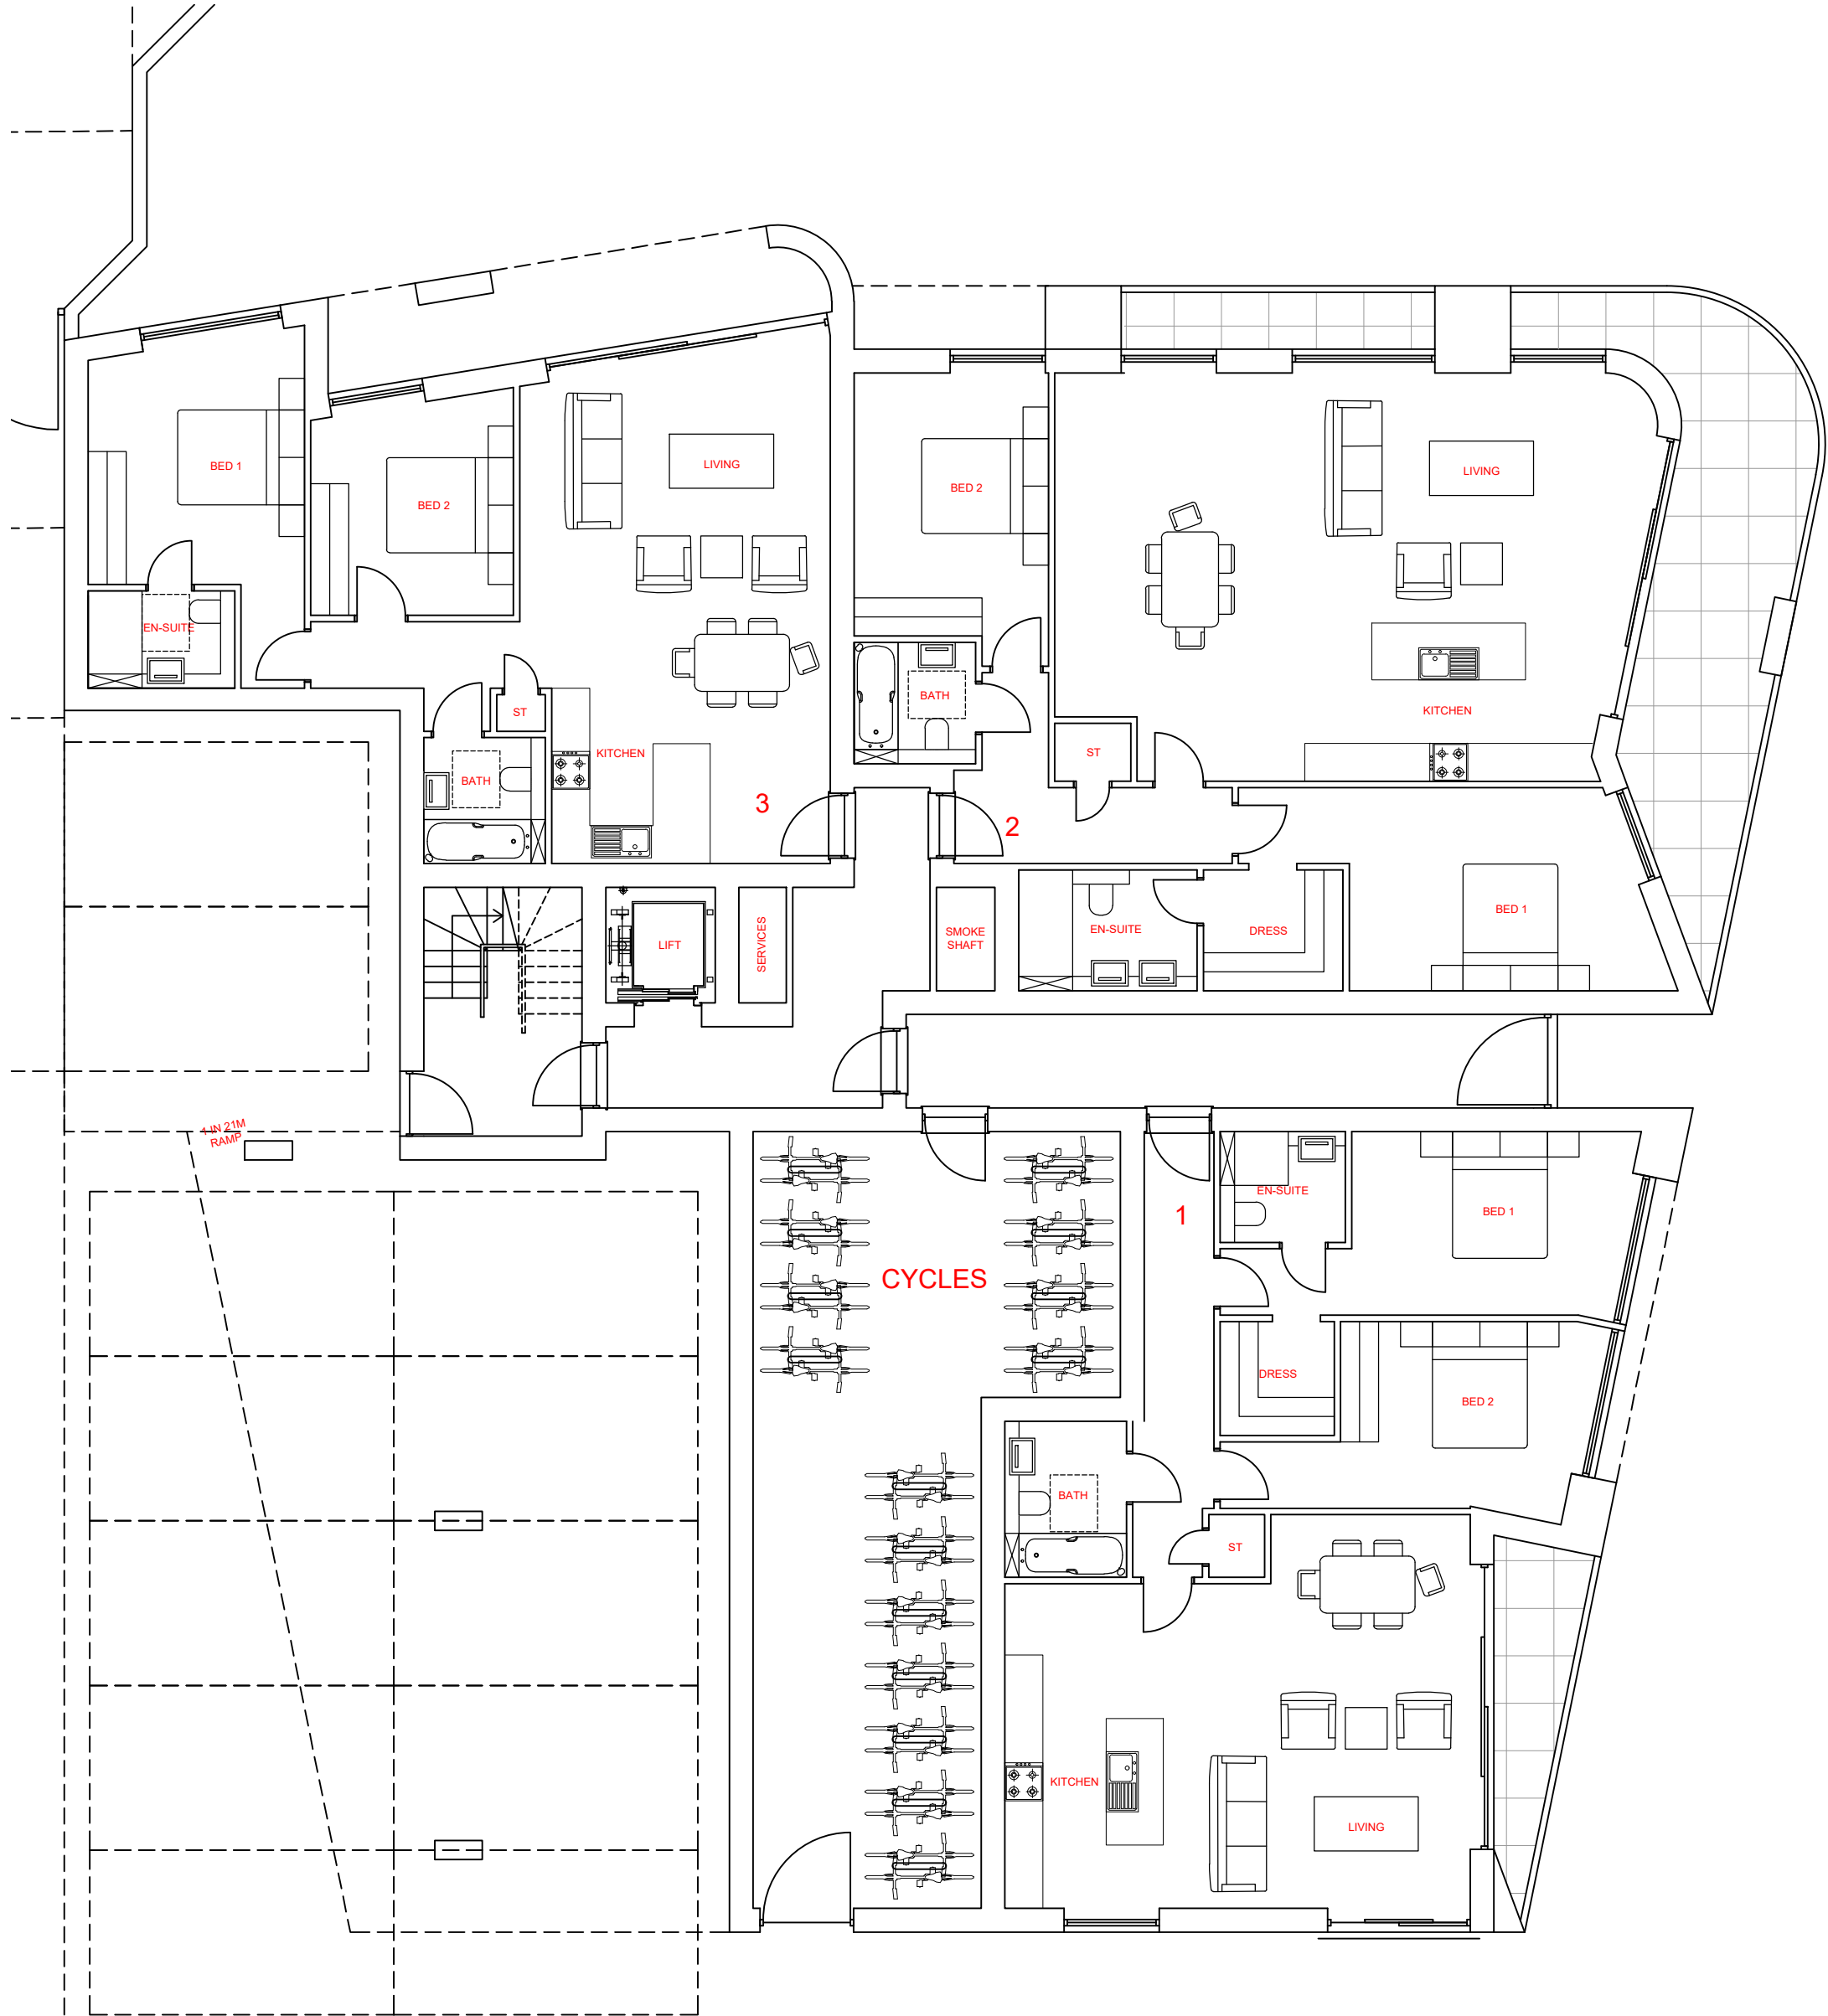 BED 1
LIVING
BED 2
EN-SUITE
ST
KITCHEN
BATH
3
BED 2
LIVING
BATH
KITCHEN
ST
2
BED 1
EN-SUITE
DRESS
SMOKE
SHAFT
LIFT
SERVICES
1 IN 21M
RAMP
CYCLES
1
EN-SUITE
BED 1
DRESS
BED 2
BATH
ST
KITCHEN
LIVING